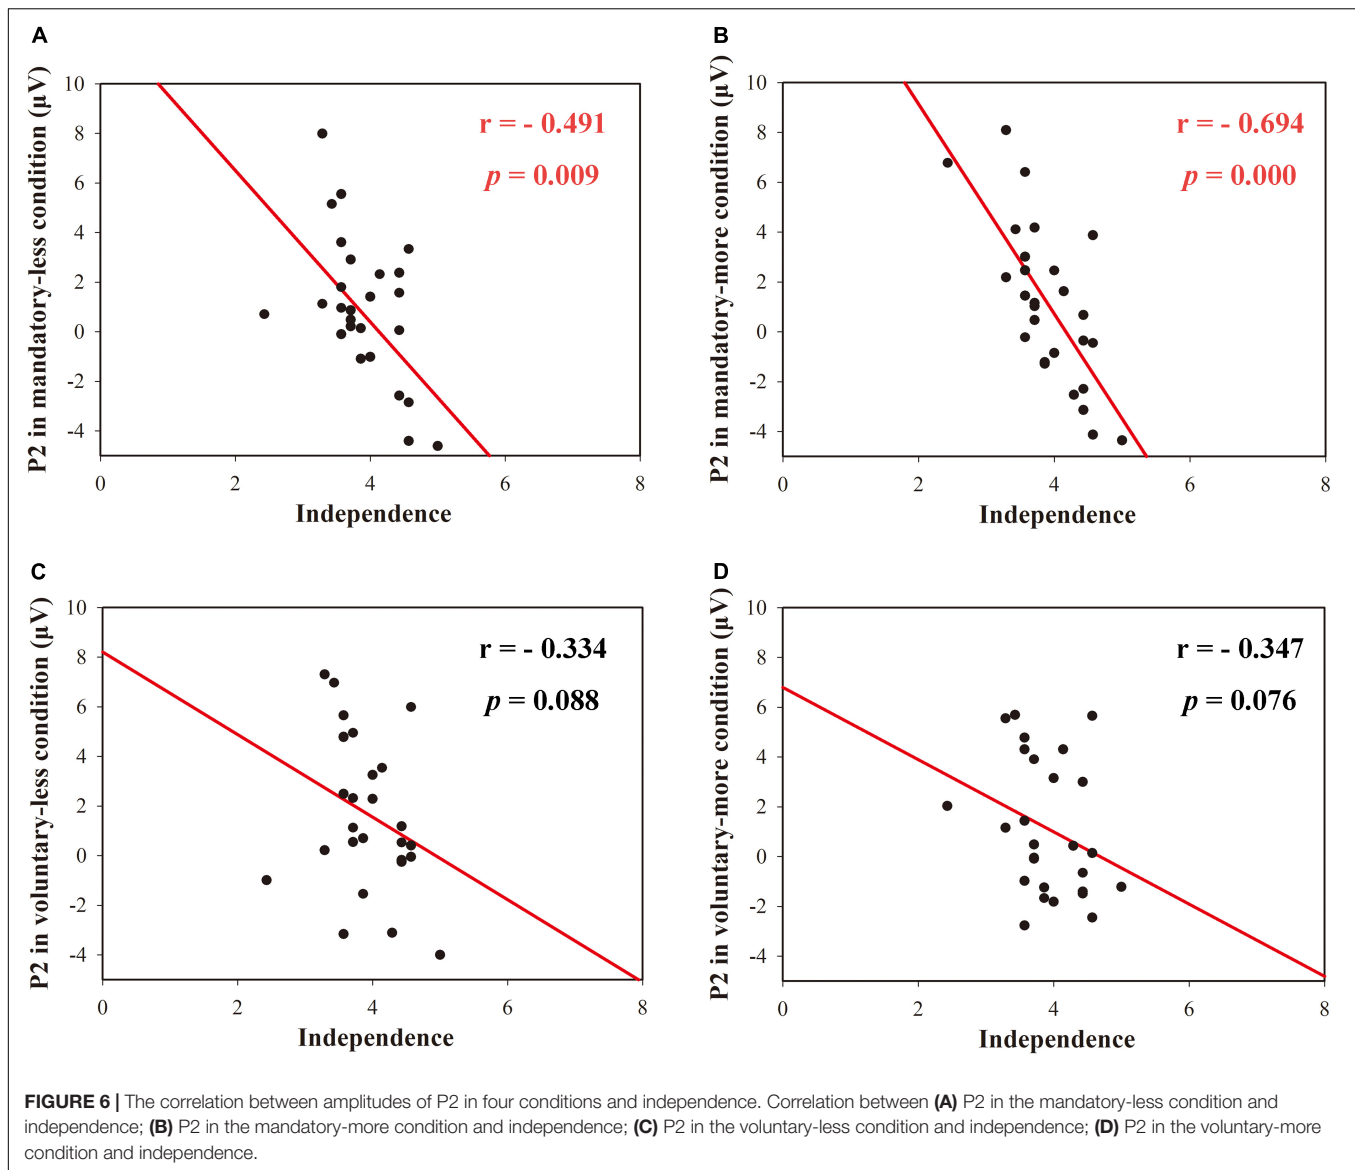 A
P2 in mandatory-less condition (μV)
10
8
6
4
2
0
-2
-4
0 2 4 6 8
Independence
r = - 0.491
p = 0.009
B
P2 in mandatory-more condition (μV)
10
8
6
4
2
0
-2
-4
0 2 4 6 8
Independence
r = - 0.694
p = 0.000
C
P2 in voluntary-less condition (μV)
10
8
6
4
2
0
-2
-4
0 2 4 6 8
Independence
r = - 0.334
p = 0.088
D
P2 in voluntary-more condition (μV)
10
8
6
4
2
0
-2
-4
0 2 4 6 8
Independence
r = - 0.347
p = 0.076
FIGURE 6 | The correlation between amplitudes of P2 in four conditions and independence. Correlation between (A) P2 in the mandatory-less condition and
independence; (B) P2 in the mandatory-more condition and independence; (C) P2 in the voluntary-less condition and independence; (D) P2 in the voluntary-more
condition and independence.